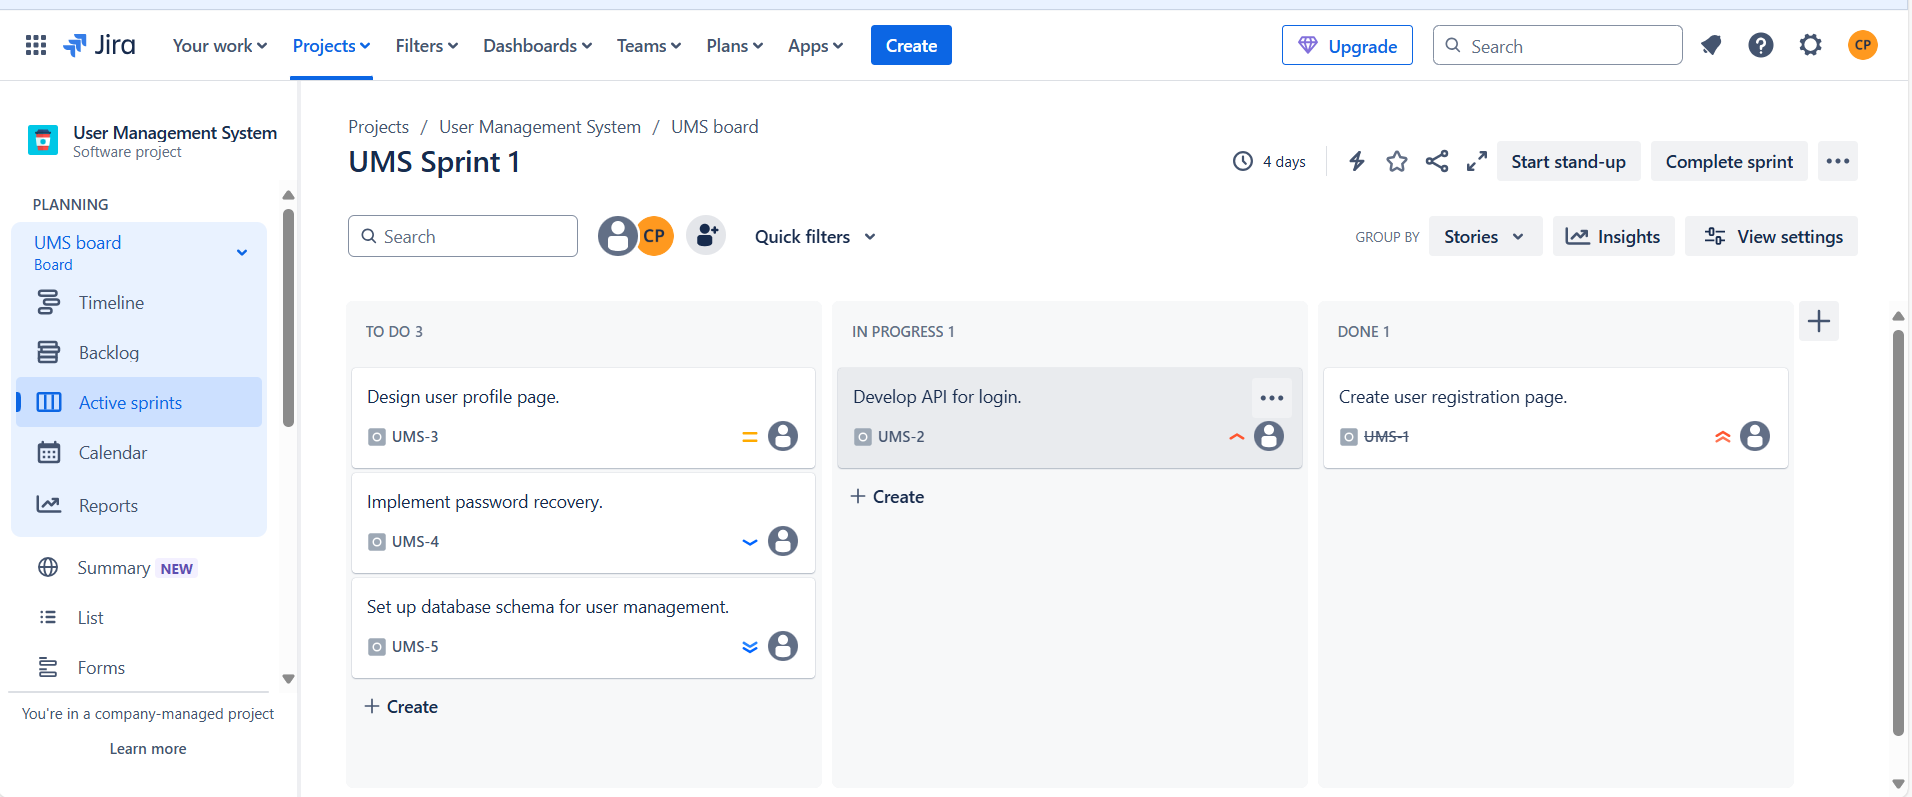 Jira
Your work
Projects
Filters
Dashboards
Teams
Plans
Apps
Create
Upgrade
Search
CP
User Management System
Software project
PLANNING
UMS board
Board
Timeline
Backlog
Active sprints
Calendar
Reports
Summary NEW
List
Forms
You're in a company-managed project
Learn more
Projects / User Management System / UMS board
UMS Sprint 1
4 days
Start stand-up
Complete sprint
Search
CP
Quick filters
GROUP BY
Stories
Insights
View settings
TO DO 3
Design user profile page.
UMS-3
Implement password recovery.
UMS-4
Set up database schema for user management.
UMS-5
+ Create
IN PROGRESS 1
Develop API for login.
UMS-2
+ Create
DONE 1
Create user registration page.
UMS-1